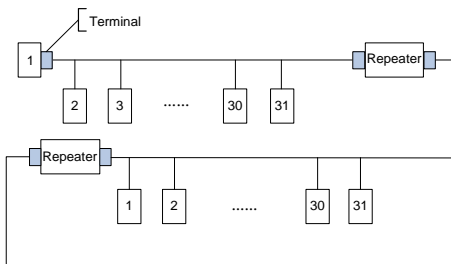 Terminal
1 Repeater
2 3 ...... 30 31
Repeater
1 2 ...... 30 31